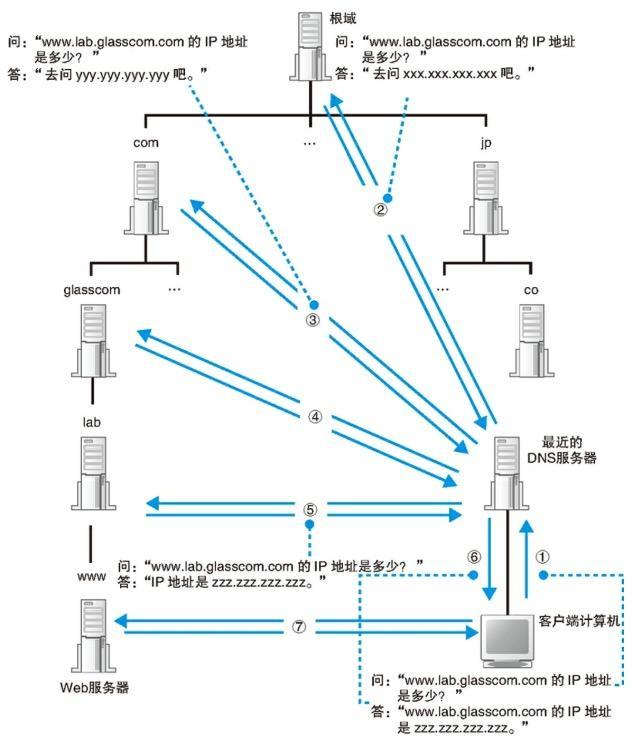 根域
问：“www.lab.glasscom.com 的 IP 地址
是多少？”
答：“去问 yyy.yyy.yyy.yyy 吧。”
问：“www.lab.glasscom.com 的 IP 地址
是多少？”
答：“去问 xxx.xxx.xxx.xxx 吧。”
com
...
jp
②
glasscom
...
...
co
③
④
lab
最近的
DNS服务器
⑤
问：“www.lab.glasscom.com 的 IP 地址是多少？”
答：“IP 地址是 zzz.zzz.zzz.zzz。”
⑥
①
www
⑦
客户端计算机
Web服务器
问：“www.lab.glasscom.com 的 IP 地址
是多少？”
答：“www.lab.glasscom.com 的 IP 地址
是 zzz.zzz.zzz.zzz。”